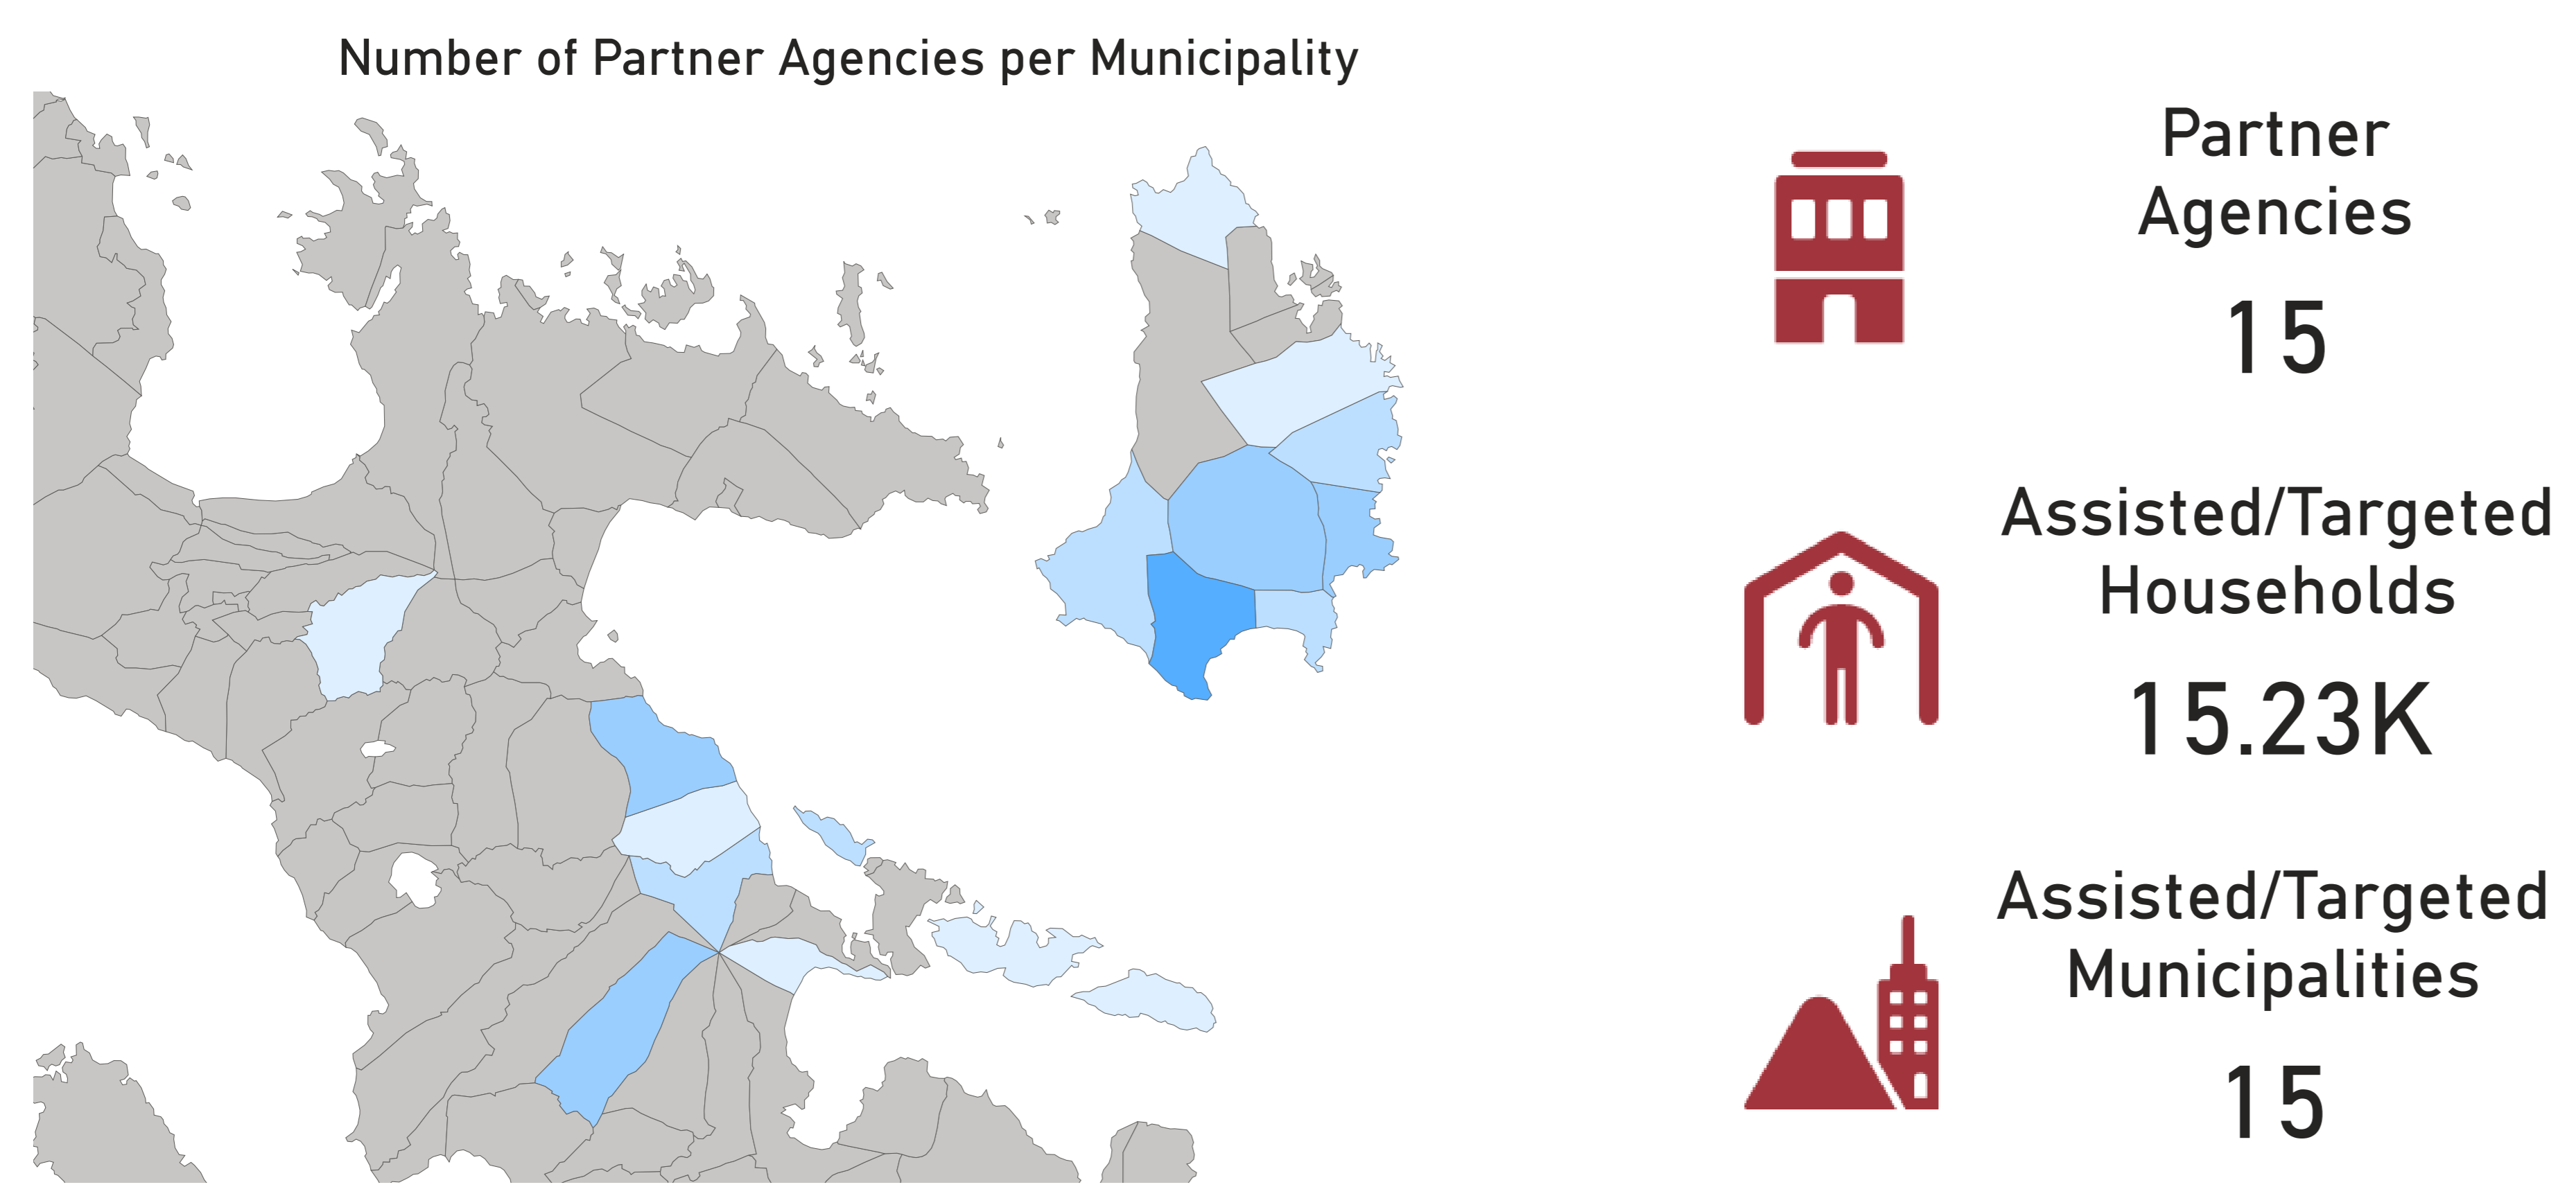 Number of Partner Agencies per Municipality
Partner
Agencies
15
Assisted/Targeted
Households
15.23K
Assisted/Targeted
Municipalities
15